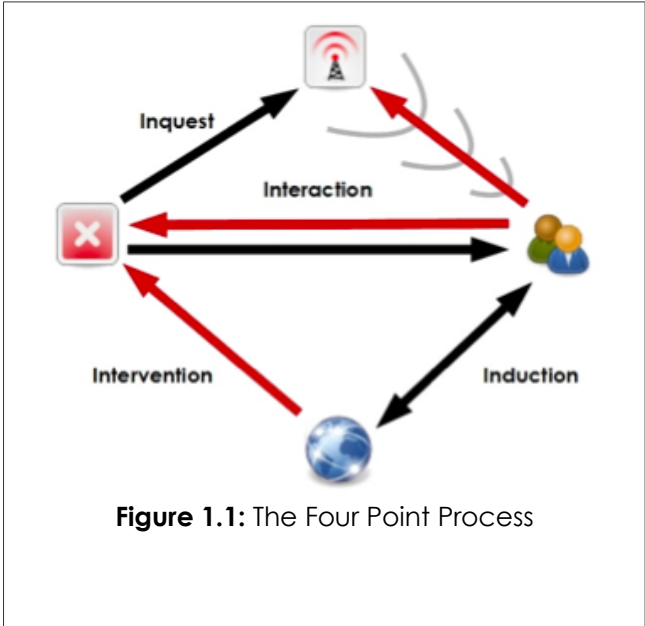 Inquest
Interaction
Intervention
Induction
Figure 1.1: The Four Point Process